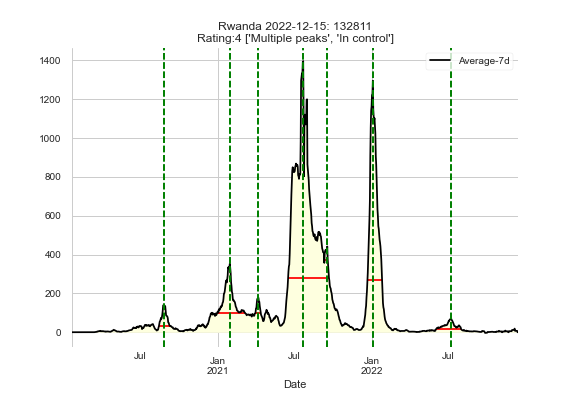 Rwanda 2022-12-15: 132811
Rating:4 ['Multiple peaks', 'In control']
Average-7d
1400
1200
1000
800
600
400
200
0
Jul
Jan
2021
Jul
Jan
2022
Jul
Date